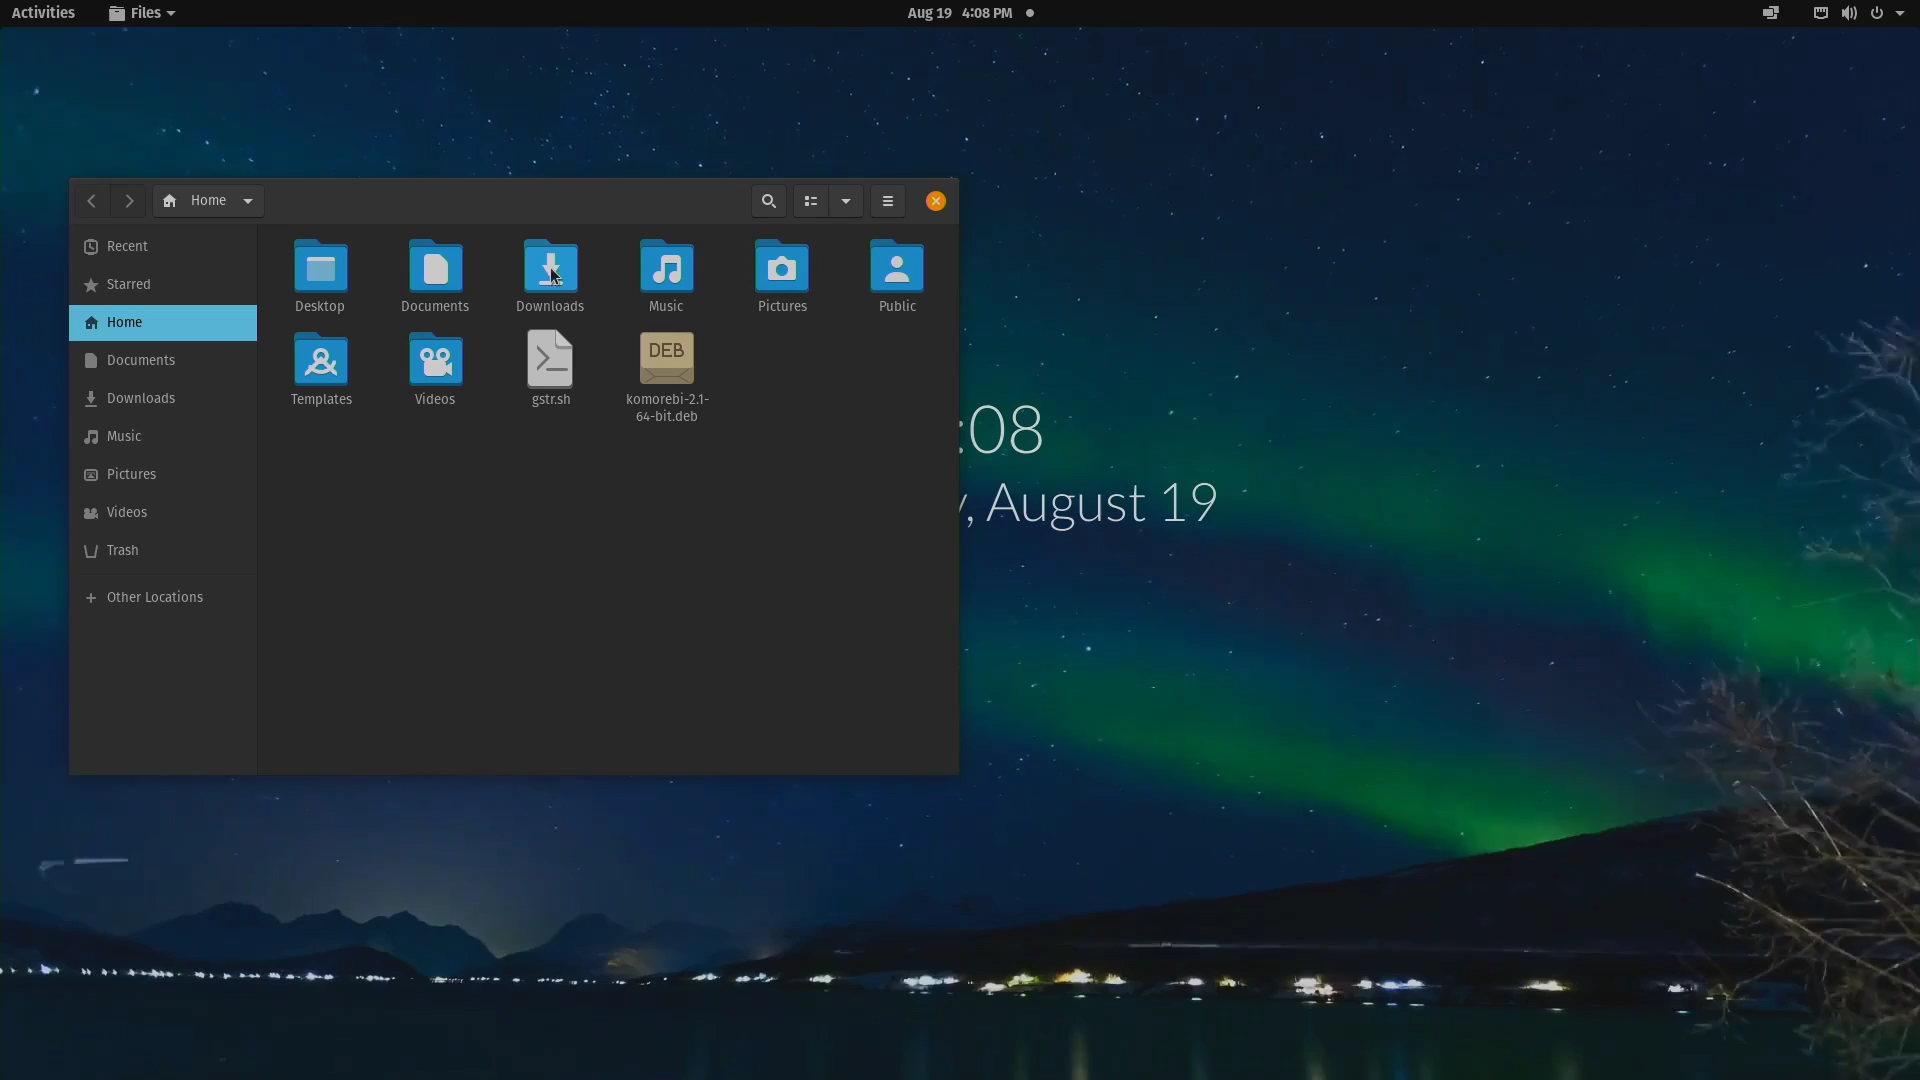 Activities
Files
Aug 19 4:08 PM
Home
Recent
Starred
Home
Documents
Downloads
Music
Pictures
Videos
Trash
Other Locations
Desktop
Documents
Downloads
Music
Pictures
Public
Templates
Videos
gstr.sh
DEB
komorebi-2.1-
64-bit.deb
:08
, August 19